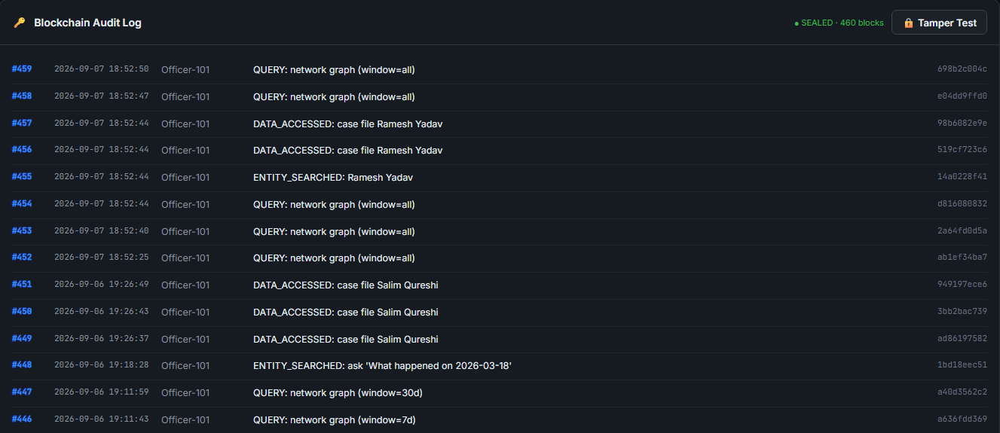 Blockchain Audit Log
SEALED · 460 blocks
Tamper Test
#459 2026-09-07 18:52:50 Officer-101 QUERY: network graph (window=all) 698b2c004c
#458 2026-09-07 18:52:47 Officer-101 QUERY: network graph (window=all) e04dd9ffd0
#457 2026-09-07 18:52:44 Officer-101 DATA_ACCESSED: case file Ramesh Yadav 98b6082e9e
#456 2026-09-07 18:52:44 Officer-101 DATA_ACCESSED: case file Ramesh Yadav 519cf723c6
#455 2026-09-07 18:52:44 Officer-101 ENTITY_SEARCHED: Ramesh Yadav 14a0228f41
#454 2026-09-07 18:52:44 Officer-101 QUERY: network graph (window=all) d816080832
#453 2026-09-07 18:52:40 Officer-101 QUERY: network graph (window=all) 2a64fd0d5a
#452 2026-09-07 18:52:25 Officer-101 QUERY: network graph (window=all) ab1ef34ba7
#451 2026-09-06 19:26:49 Officer-101 DATA_ACCESSED: case file Salim Qureshi 949197ece6
#450 2026-09-06 19:26:43 Officer-101 DATA_ACCESSED: case file Salim Qureshi 3bb2bac739
#449 2026-09-06 19:26:37 Officer-101 DATA_ACCESSED: case file Salim Qureshi ad86197582
#448 2026-09-06 19:18:28 Officer-101 ENTITY_SEARCHED: ask 'What happened on 2026-03-18' 1bd18eec51
#447 2026-09-06 19:11:59 Officer-101 QUERY: network graph (window=30d) a40d3562c2
#446 2026-09-06 19:11:43 Officer-101 QUERY: network graph (window=7d) a636fdd369